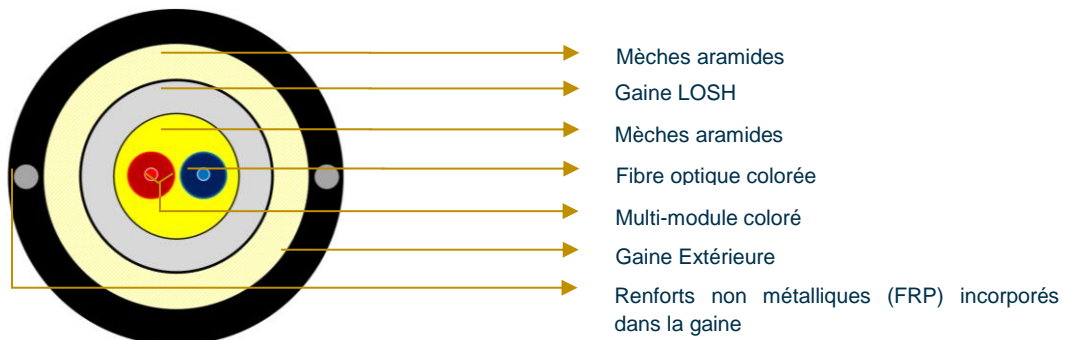 Mèches aramides
Gaine LOSH
Mèches aramides
Fibre optique colorée
Multi-module coloré
Gaine Extérieure
Renforts non métalliques (FRP) incorporés
dans la gaine